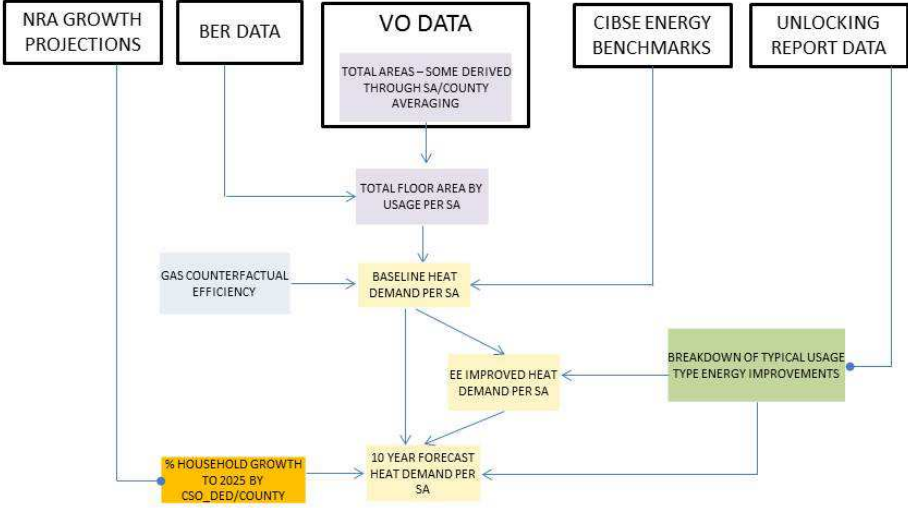 NRA GROWTH
PROJECTIONS
BER DATA
VO DATA
CIBSE ENERGY
BENCHMARKS
UNLOCKING
REPORT DATA
TOTAL AREAS – SOME DERIVED
THROUGH SA/COUNTY
AVERAGING
TOTAL FLOOR AREA BY
USAGE PER SA
GAS COUNTERFACTUAL
EFFICIENCY
BASELINE HEAT
DEMAND PER SA
EE IMPROVED HEAT
DEMAND PER SA
BREAKDOWN OF TYPICAL USAGE
TYPE ENERGY IMPROVEMENTS
% HOUSEHOLD GROWTH
TO 2025 BY
CSO_DED/COUNTY
10 YEAR FORECAST
HEAT DEMAND PER
SA